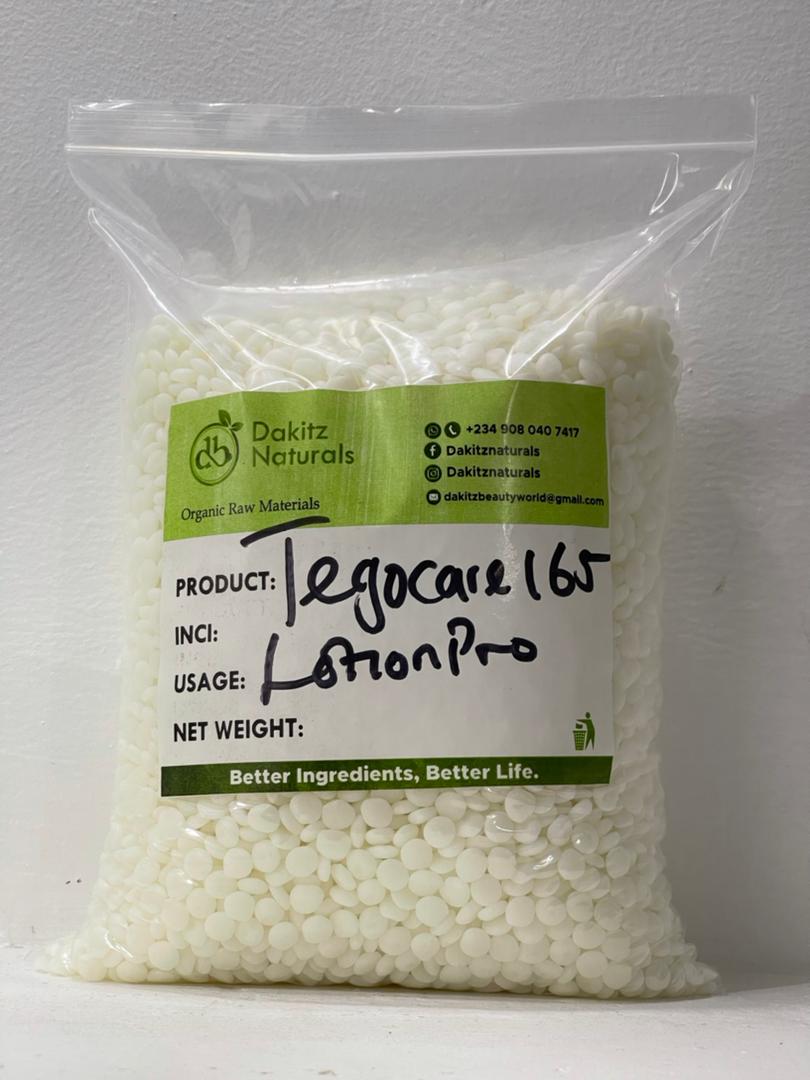 Dakitz
Naturals
Organic Raw Materials
+234 908 040 7417
Dakitznaturals
Dakitznaturals
dakitzbeautyworld@gmail.com
PRODUCT: Tegocare 165
INCI:
USAGE: LotionPro
NET WEIGHT:
Better Ingredients, Better Life.